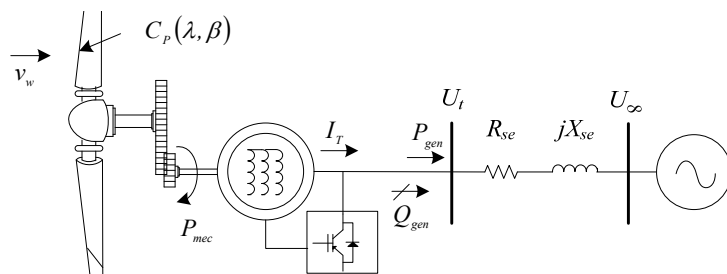 C_P(λ, β)
v_w
I_T
P_mec
P_gen
Q_gen
U_t
R_se
jX_se
U_∞